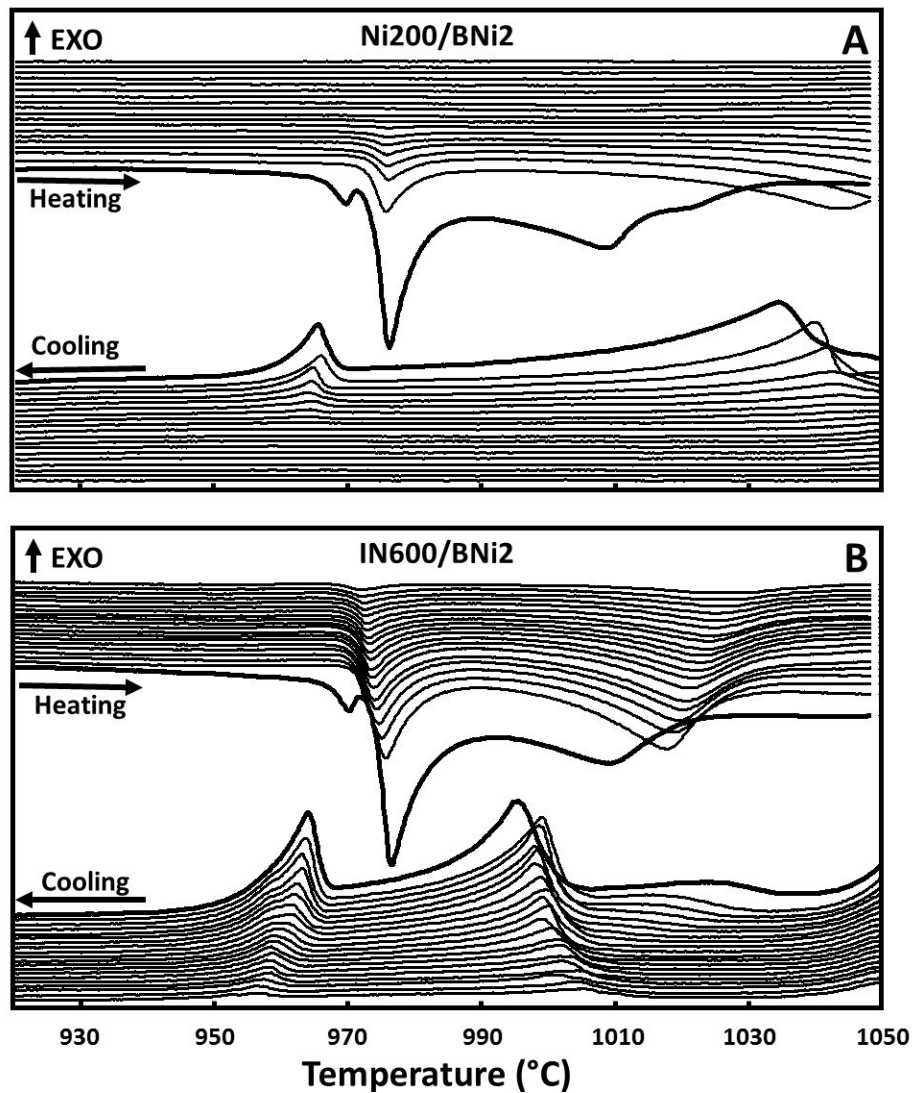 EXO
Ni200/BNi2
A
Heating
Cooling
EXO
IN600/BNi2
B
Heating
Cooling
930 950 970 990 1010 1030 1050
Temperature (°C)